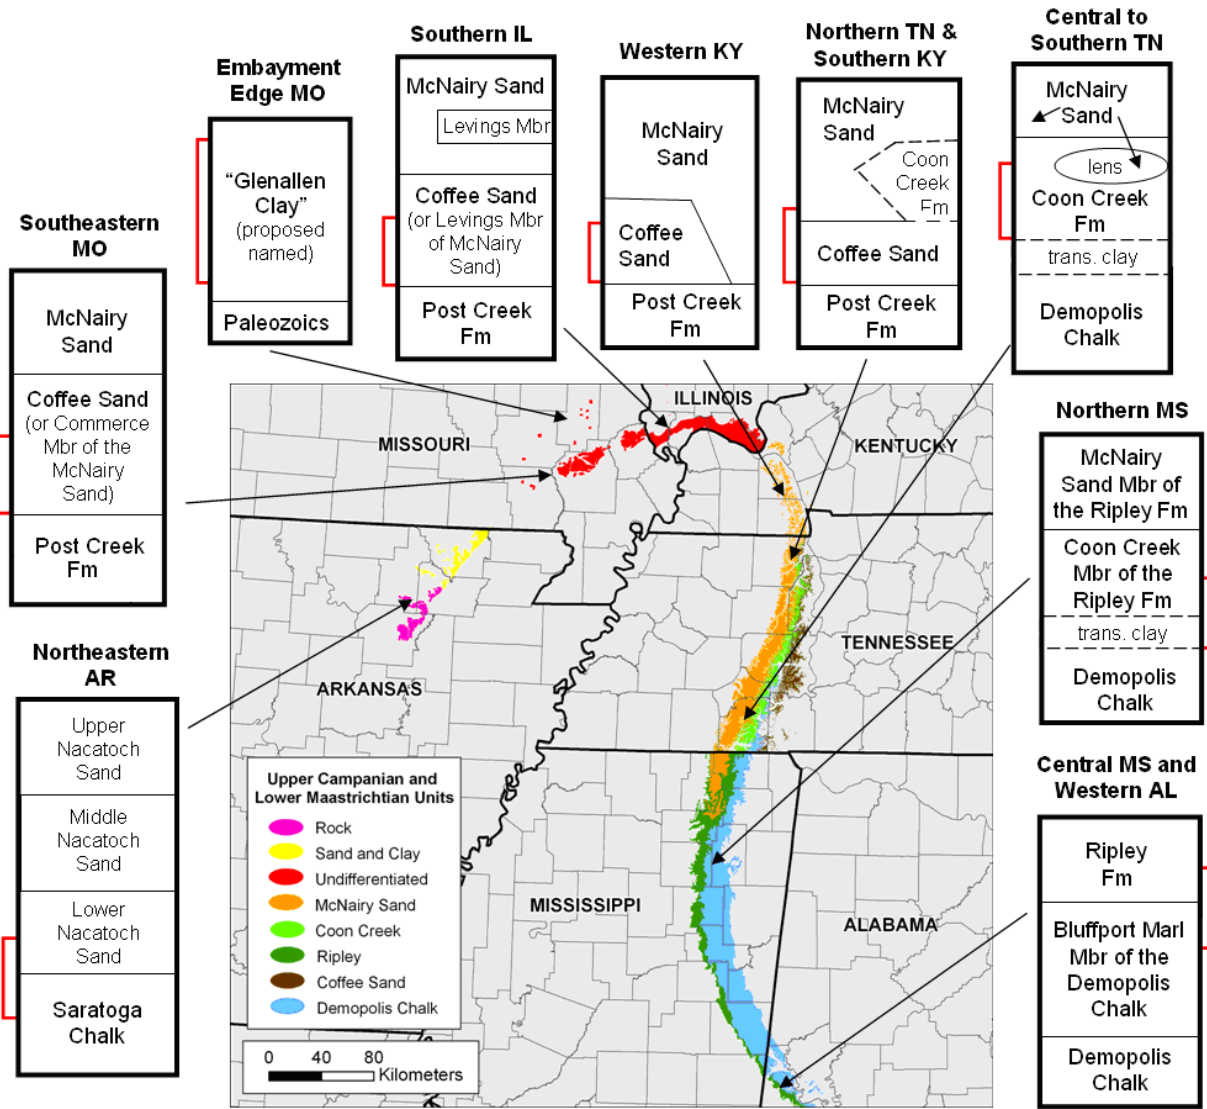 Embayment
Edge MO
"Glenallen
Clay"
(proposed
named)
Paleozoics
Southern IL
McNairy Sand
Levings Mbr
Coffee Sand
(or Levings Mbr
of McNairy
Sand)
Post Creek
Fm
Western KY
McNairy
Sand
Coffee
Sand
Post Creek
Fm
Northern TN &
Southern KY
McNairy
Sand
Coon
Creek
Fm
Coffee Sand
Post Creek
Fm
Central to
Southern TN
McNairy
Sand
lens
Coon Creek
Fm
trans. clay
Demopolis
Chalk
Southeastern
MO
McNairy
Sand
Coffee Sand
(or Commerce
Mbr of the
McNairy
Sand)
Post Creek
Fm
Northeastern
AR
Upper
Nacatoch
Sand
Middle
Nacatoch
Sand
Lower
Nacatoch
Sand
Saratoga
Chalk
Northern MS
McNairy
Sand Mbr of
the Ripley Fm
Coon Creek
Mbr of the
Ripley Fm
trans. clay
Demopolis
Chalk
Central MS and
Western AL
Ripley
Fm
Bluffport Marl
Mbr of the
Demopolis
Chalk
Demopolis
Chalk
ILLINOIS
MISSOURI
KENTUCKY
TENNESSEE
ARKANSAS
MISSISSIPPI
ALABAMA
Upper Campanian and
Lower Maastrichtian Units
Rock
Sand and Clay
Undifferentiated
McNairy Sand
Coon Creek
Ripley
Coffee Sand
Demopolis Chalk
0 40 80
Kilometers